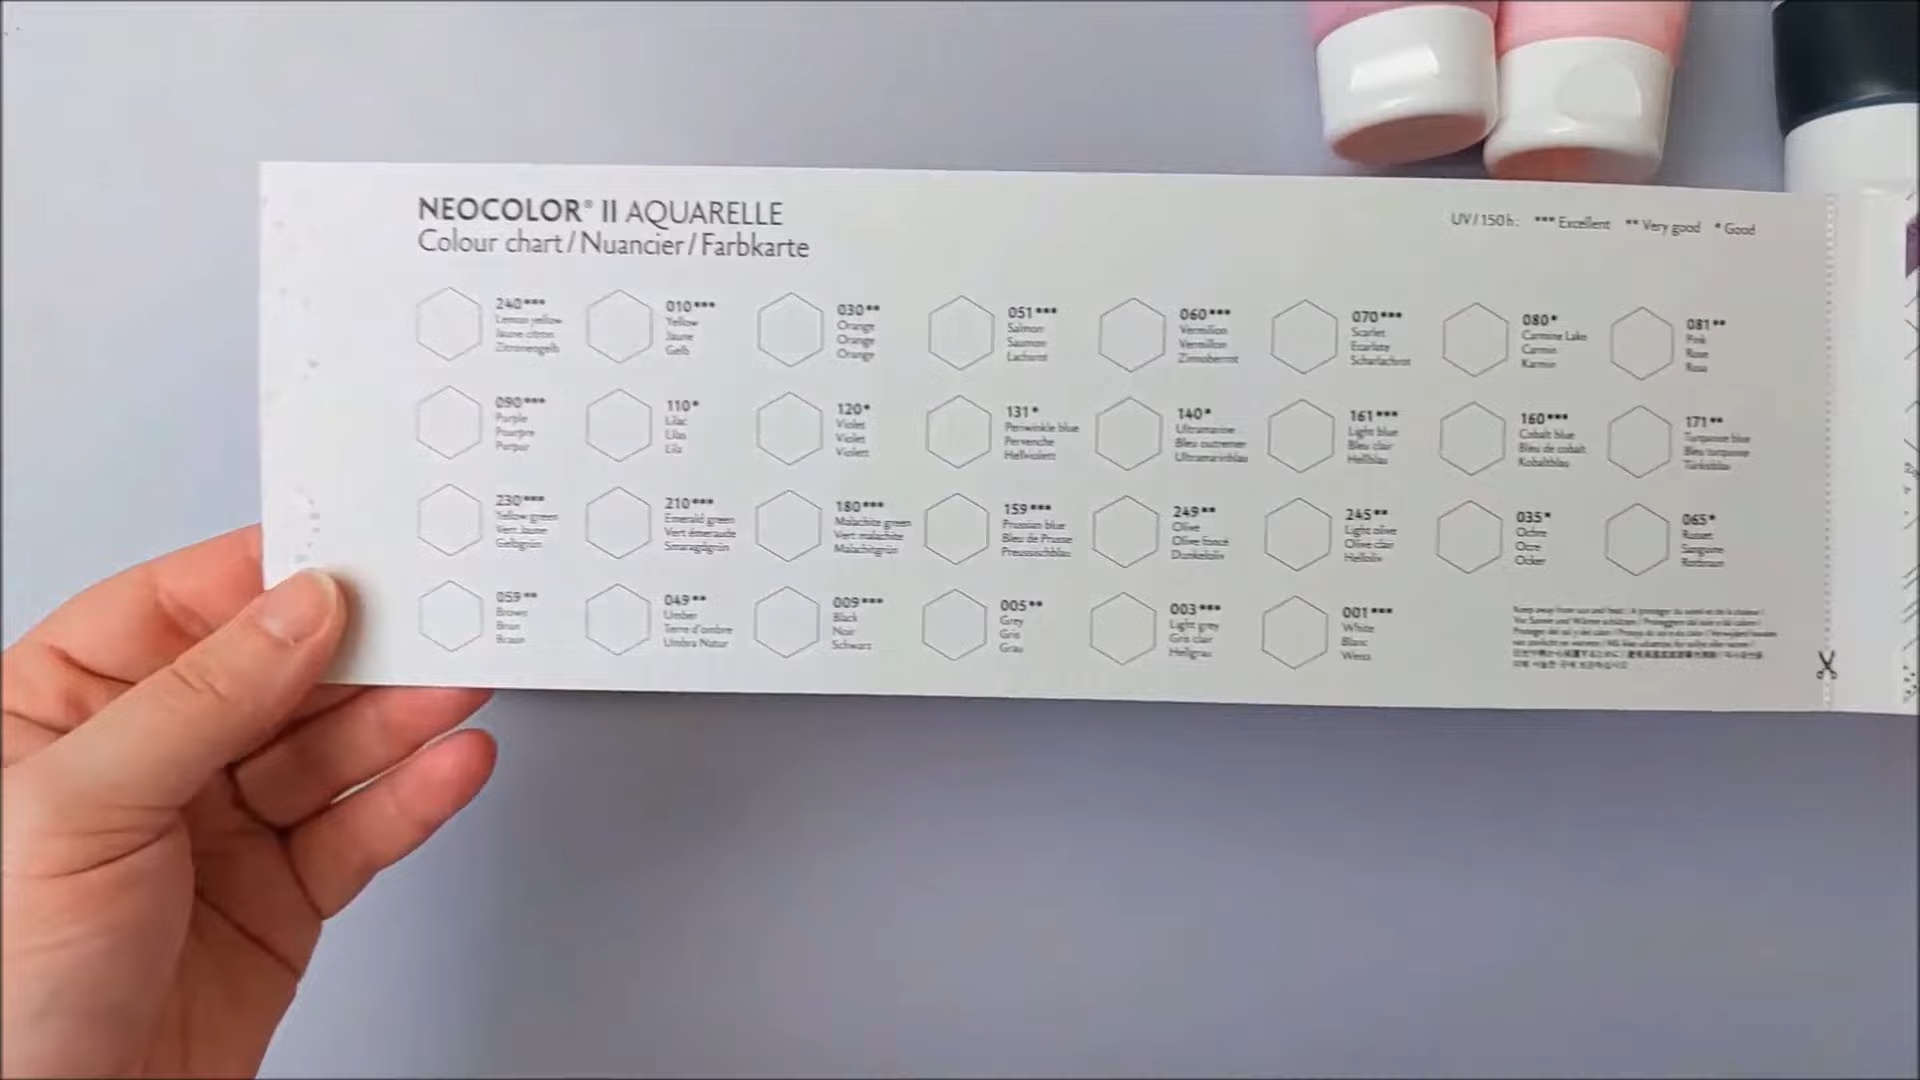 NEOCOLOR® II AQUARELLE
Colour chart / Nuancier / Farbkarte
UV/150h: *** Excellent ** Very good * Good
240***
Lemon yellow
Jaune citron
Zitronengelb
010***
Yellow
Jaune
Gelb
030**
Orange
Orange
Orange
051***
Salmon
Saumon
Lachsrot
060***
Vermilion
Vermillon
Zinnoberrot
070***
Scarlet
Ecarlate
Scharlachrot
080*
Carmine Lake
Carmin
Karmin
081**
Pink
Rose
Rosa
090***
Purple
Pourpre
Purpur
110*
Lilac
Lilas
Lila
120*
Violet
Violet
Violett
131*
Periwinkle blue
Pervenche
Hellviolett
140*
Ultramarine
Bleu outremer
Ultramarinblau
161***
Light blue
Bleu clair
Hellblau
160***
Cobalt blue
Bleu de cobalt
Kobaltblau
171**
Turquoise blue
Bleu turquoise
Türkisblau
230***
Yellow green
Vert jaune
Gelbgrün
210***
Emerald green
Vert émeraude
Smaragdgrün
180***
Malachite green
Vert malachite
Malachitgrün
159***
Prussian blue
Bleu de Prusse
Preussischblau
249**
Olive
Olive foncé
Dunkeloliv
245**
Light olive
Olive clair
Helloliv
035*
Ochre
Ocre
Ocker
065*
Russet
Sanguine
Rotbraun
059**
Brown
Brun
Braun
049**
Umber
Terre d'ombre
Umbra Natur
009***
Black
Noir
Schwarz
005**
Grey
Gris
Grau
003***
Light grey
Gris clair
Hellgrau
001***
White
Blanc
Weiss
Keep away from sun and heat /